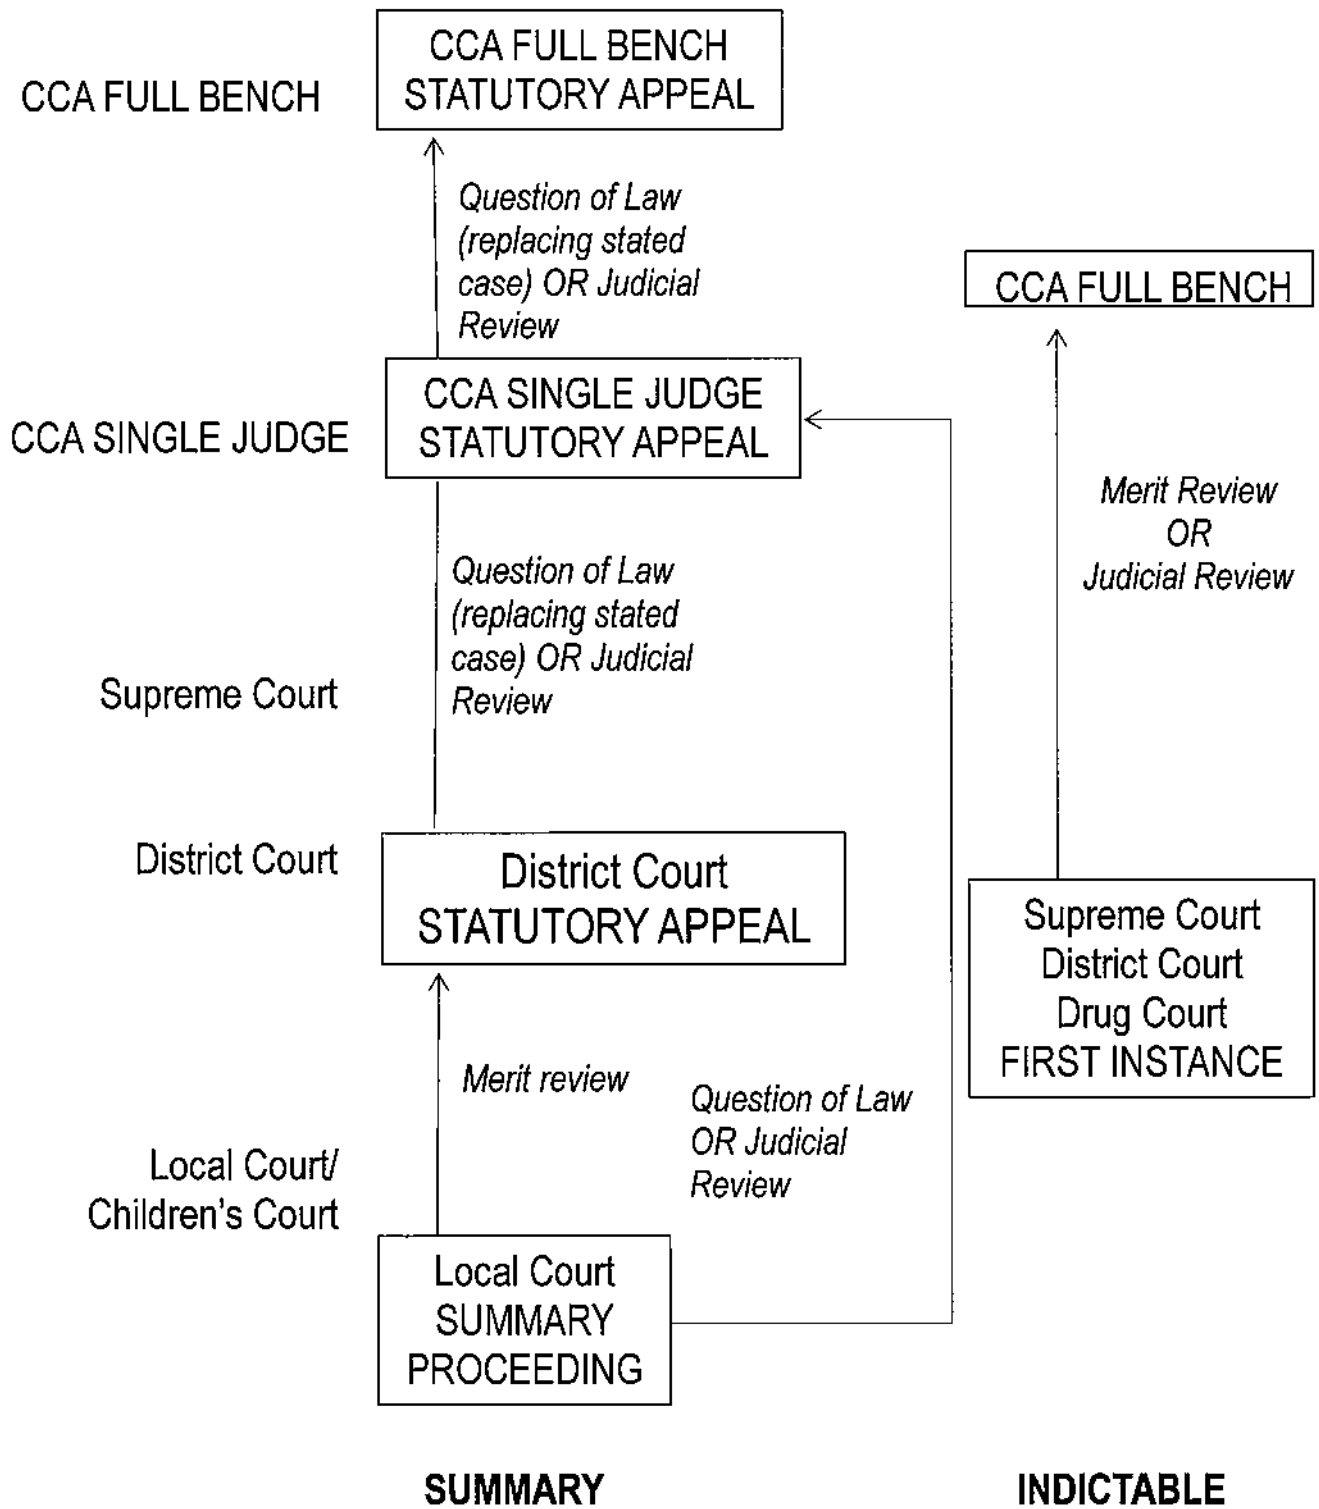 CCA FULL BENCH
CCA FULL BENCH
STATUTORY APPEAL
Question of Law
(replacing stated
case) OR Judicial
Review
CCA FULL BENCH
CCA SINGLE JUDGE
CCA SINGLE JUDGE
STATUTORY APPEAL
Merit Review
OR
Judicial Review
Question of Law
(replacing stated
case) OR Judicial
Review
Supreme Court
District Court
District Court
STATUTORY APPEAL
Supreme Court
District Court
Drug Court
FIRST INSTANCE
Merit review
Question of Law
OR Judicial
Review
Local Court/
Children's Court
Local Court
SUMMARY
PROCEEDING
SUMMARY
INDICTABLE